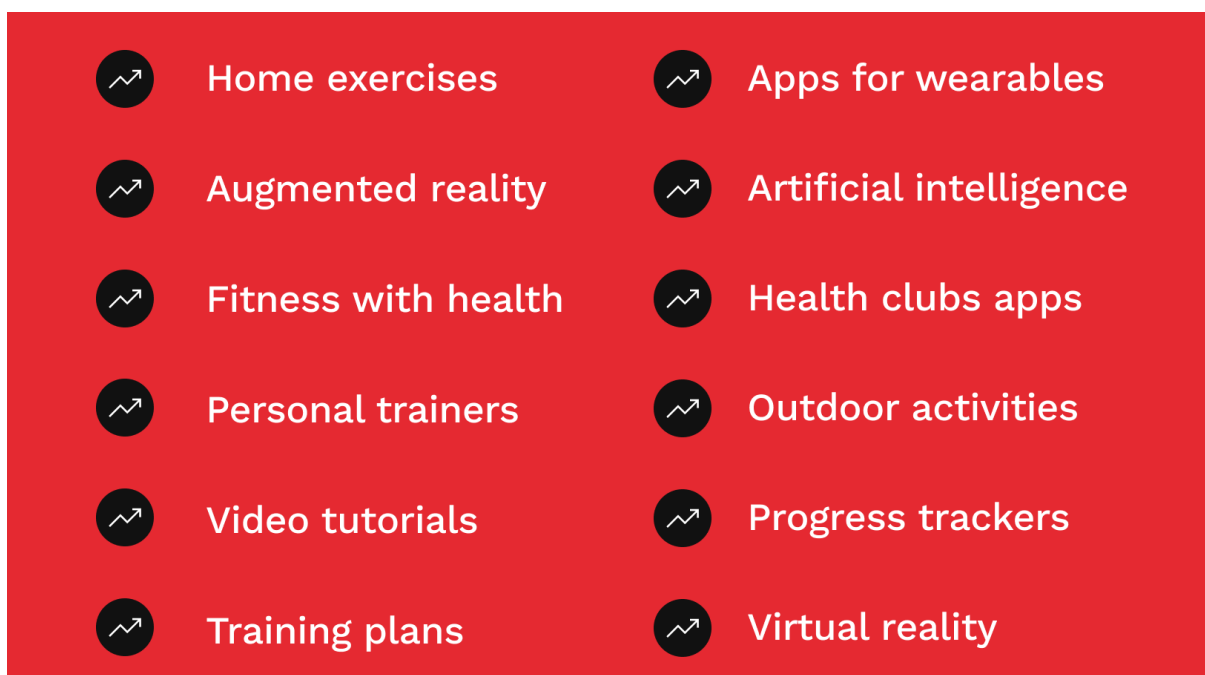 Home exercises
Augmented reality
Fitness with health
Personal trainers
Video tutorials
Training plans
Apps for wearables
Artificial intelligence
Health clubs apps
Outdoor activities
Progress trackers
Virtual reality